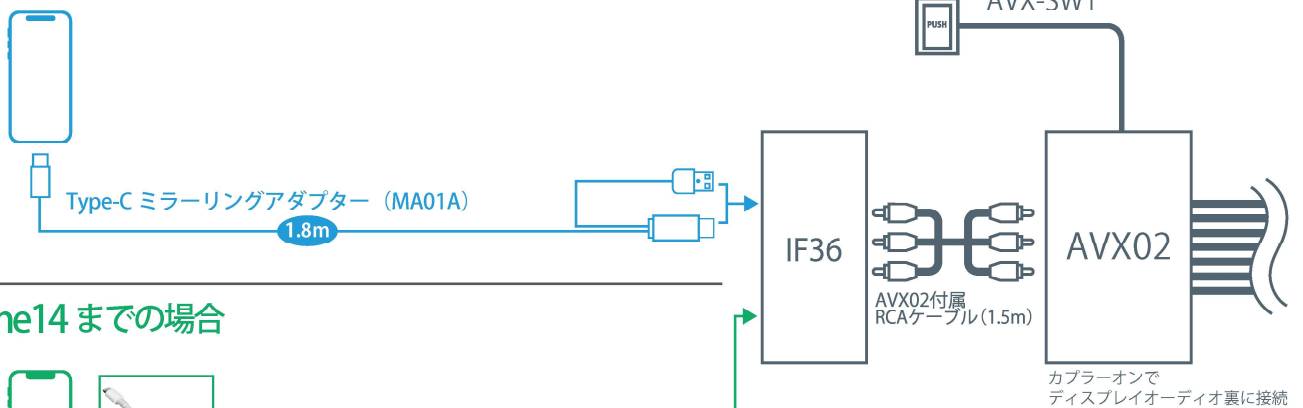 AVX-SW1
PUSH
Type-C ミラーリングアダプター（MA01A）
1.8m
IF36
AVX02
AVX02付属
RCAケーブル（1.5m）
ne14 までの場合
カプラーオンで
ディスプレイオーディオ裏に接続